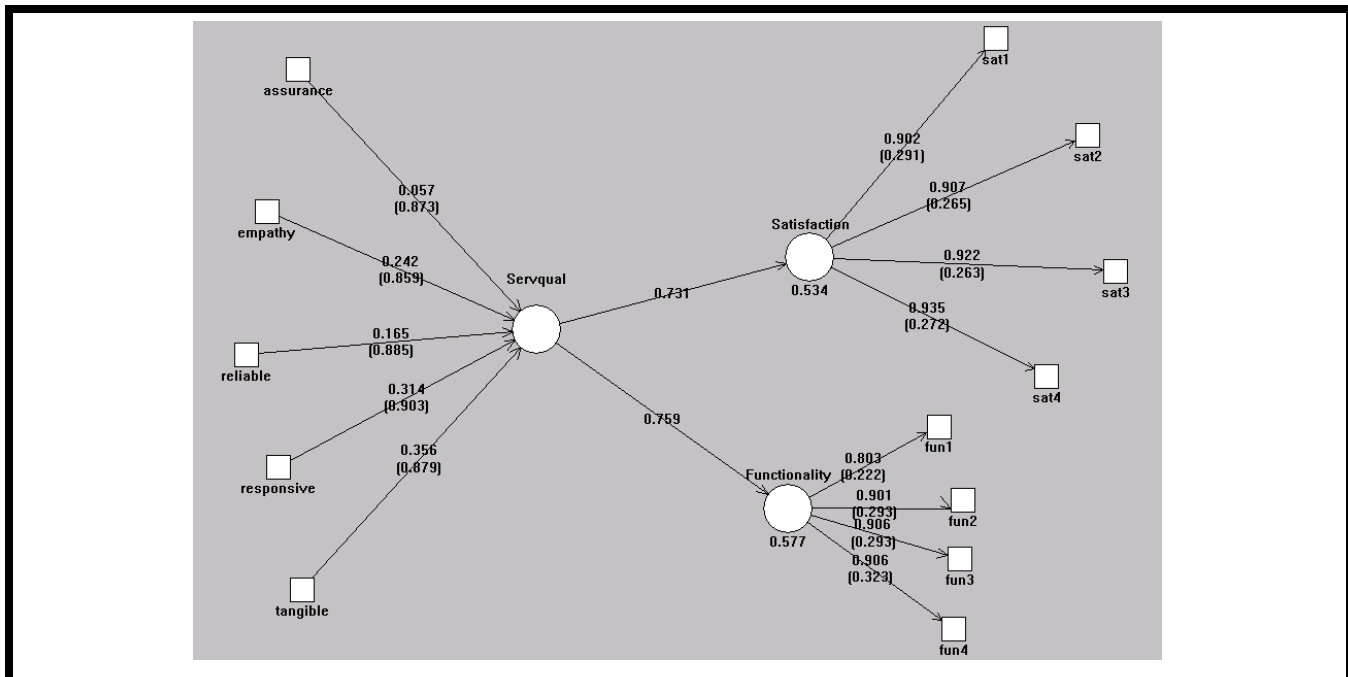 assurance
0.057
(0.873)
empathy
0.242
(0.859)
reliable
0.165
(0.885)
responsive
0.314
(0.903)
tangible
0.356
(0.879)
Servqual
0.731
0.759
Satisfaction
0.534
0.902
(0.291)
sat1
0.907
(0.265)
sat2
0.922
(0.263)
sat3
0.935
(0.272)
sat4
Functionality
0.577
0.803
(0.222)
fun1
0.901
(0.293)
fun2
0.906
(0.293)
fun3
0.906
(0.323)
fun4